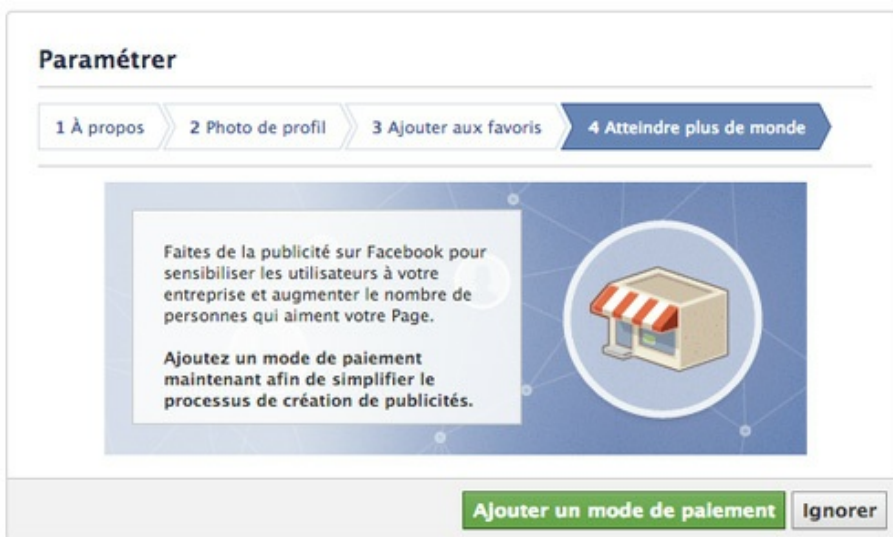 Paramétrer
1 À propos
2 Photo de profil
3 Ajouter aux favoris
4 Atteindre plus de monde
Faites de la publicité sur Facebook pour
sensibiliser les utilisateurs à votre
entreprise et augmenter le nombre de
personnes qui aiment votre Page.
Ajoutez un mode de paiement
maintenant afin de simplifier le
processus de création de publicités.
Ajouter un mode de paiement
Ignorer